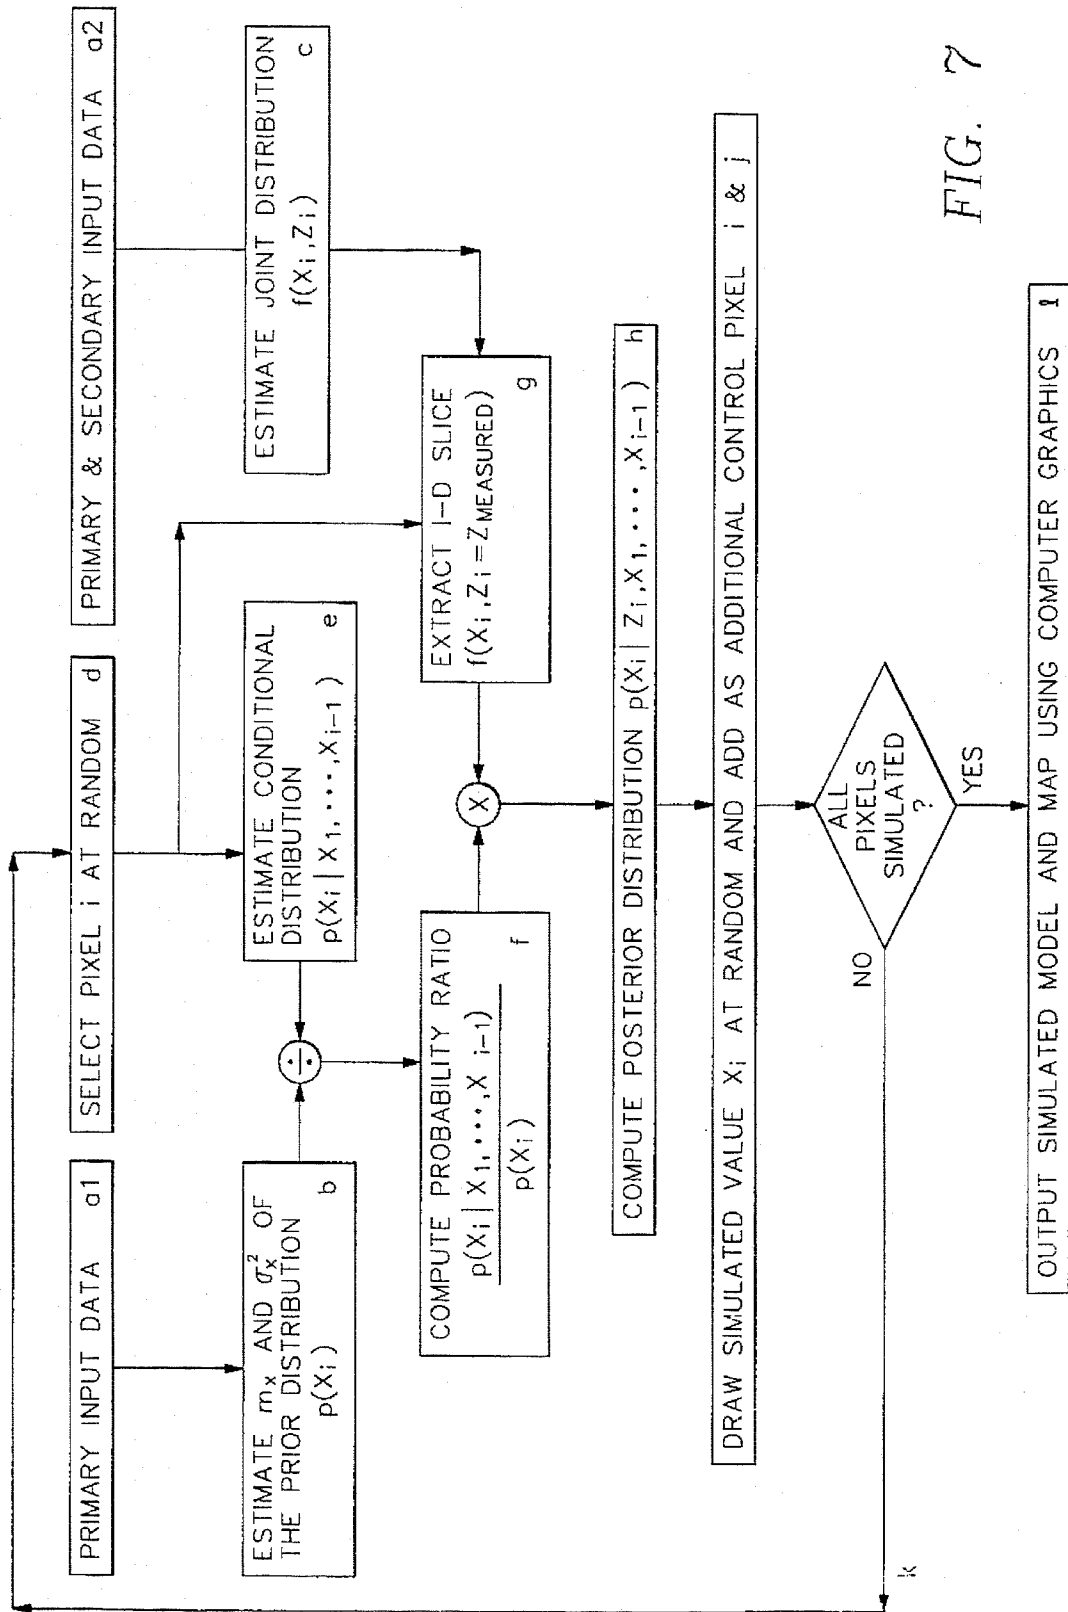 PRIMARY INPUT DATA a1
SELECT PIXEL i AT RANDOM d
PRIMARY & SECONDARY INPUT DATA a2
ESTIMATE mₓ AND σₓ² OF
THE PRIOR DISTRIBUTION
p(Xᵢ) b
ESTIMATE CONDITIONAL
DISTRIBUTION
p(Xᵢ | X₁,···,Xᵢ₋₁) e
ESTIMATE JOINT DISTRIBUTION
f(Xᵢ,Zᵢ) c
÷
COMPUTE PROBABILITY RATIO
p(Xᵢ | X₁,···,X ᵢ₋₁)
p(Xᵢ) f
X
EXTRACT 1-D SLICE
f(Xᵢ,Zᵢ=Z_MEASURED) g
COMPUTE POSTERIOR DISTRIBUTION p(Xᵢ | Zᵢ,X₁,···,Xᵢ₋₁) h
DRAW SIMULATED VALUE Xᵢ AT RANDOM AND ADD AS ADDITIONAL CONTROL PIXEL i & j
ALL
PIXELS
SIMULATED
?
NO
YES
k
OUTPUT SIMULATED MODEL AND MAP USING COMPUTER GRAPHICS l
FIG. 7